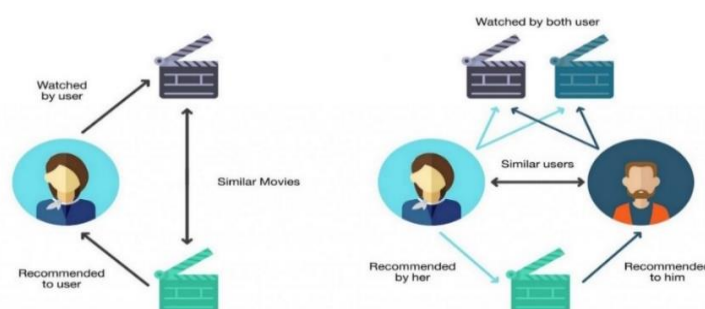 Watched
by user
Similar Movies
Recommended
to user
Watched by both user
Similar users
Recommended
by her
Recommended
to him